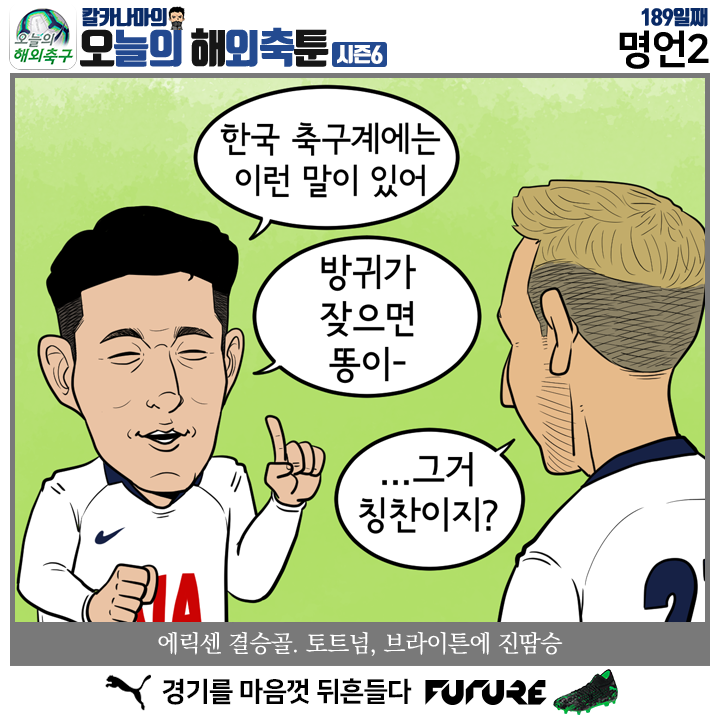 오늘의
해외축구
칼카나마의
오늘의 해외축툰
시즌6
189일째
명언2
한국 축구계에는
이런 말이 있어
방귀가
잦으면
똥이-
...그거
칭찬이지?
AIA
2
에릭센 결승골. 토트넘, 브라이튼에 진땀승
경기를 마음껏 뒤흔들다 FUTURE